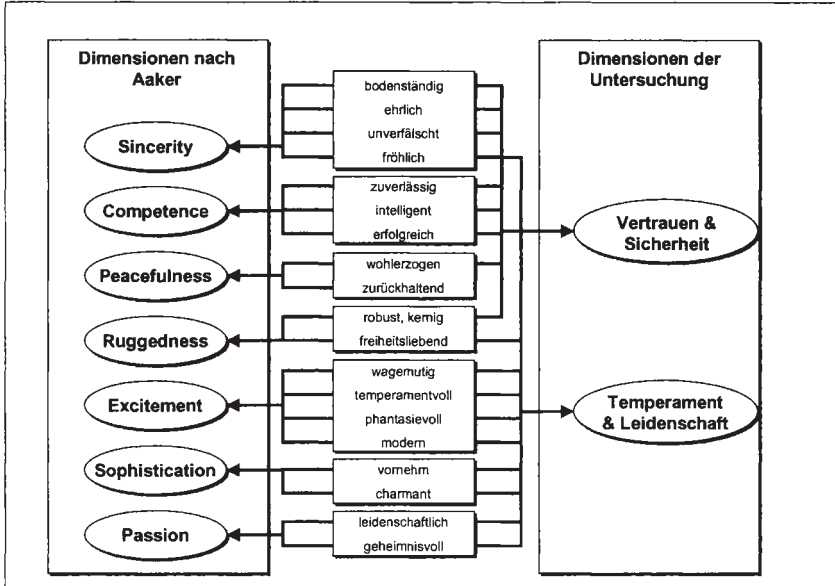 Dimensionen nach
Aaker
Dimensionen der
Untersuchung
Sincerity
Competence
Peacefulness
Ruggedness
Excitement
Sophistication
Passion
bodenständig
ehrlich
unverfälscht
fröhlich
zuverlässig
intelligent
erfolgreich
wohlerzogen
zurückhaltend
robust, kernig
freiheitsliebend
wagemutig
temperamentvoll
phantasievoll
modern
vornehm
charmant
leidenschaftlich
geheimnisvoll
Vertrauen &
Sicherheit
Temperament
& Leidenschaft